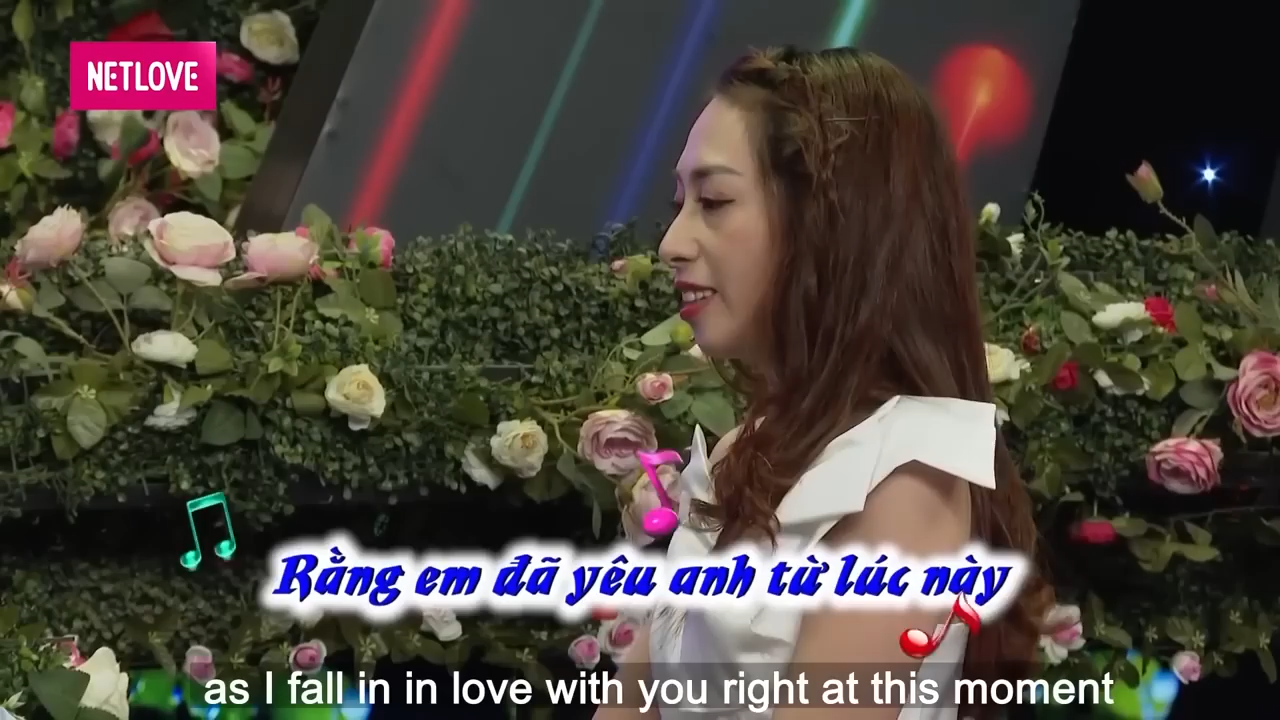 NETLOVE
Rằng em đã yêu anh từ lúc này
as I fall in in love with you right at this moment